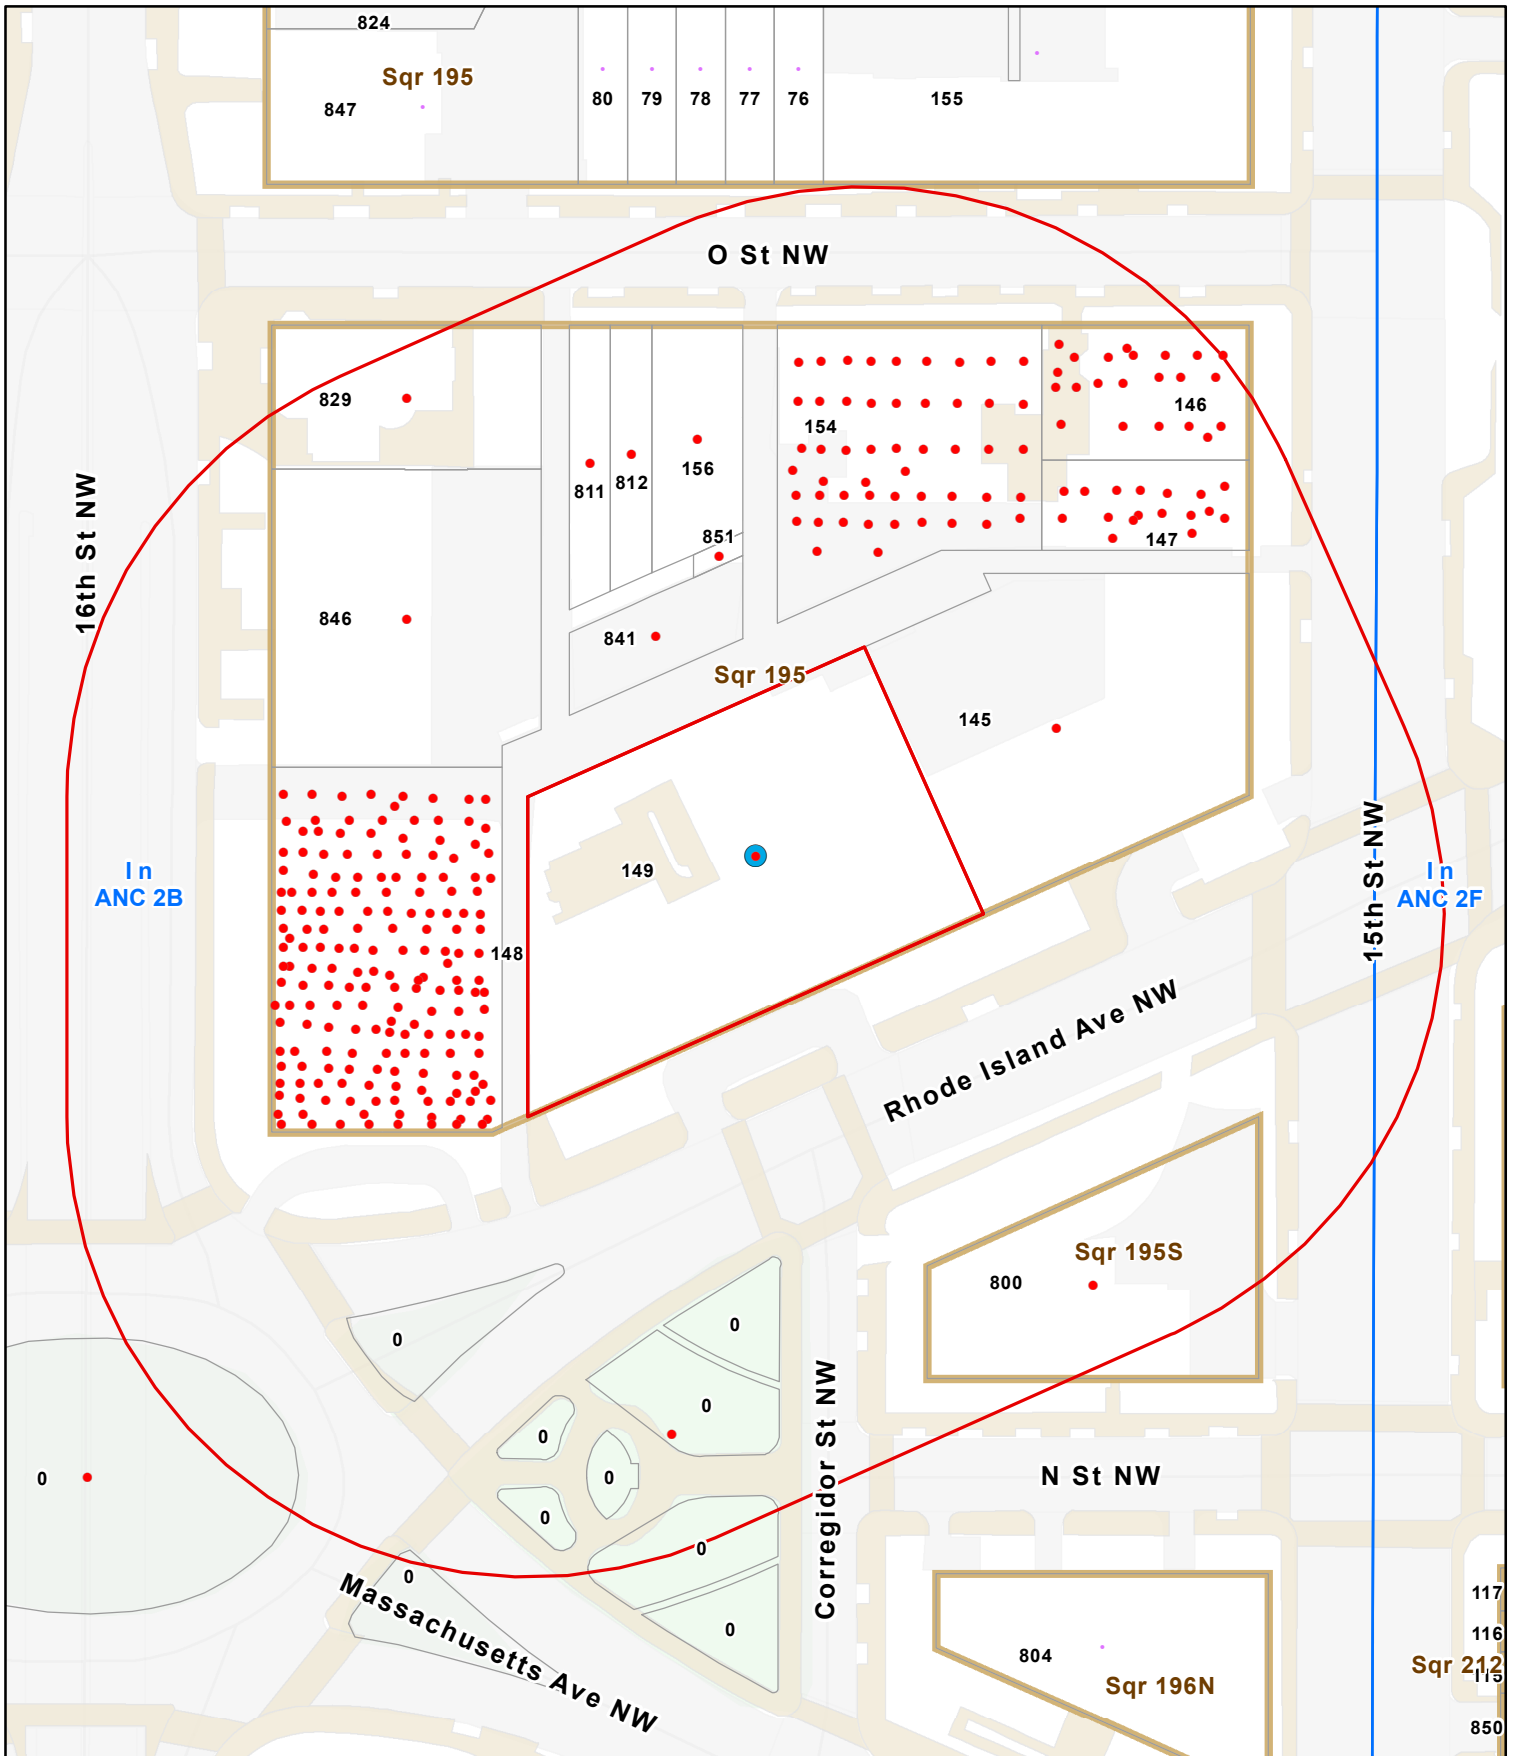 824
Sqr 195
847
80
79
78
77
76
155
O St NW
829
811
812
156
154
146
851
147
16th St NW
846
841
Sqr 195
145
In
ANC 2B
149
148
15th St NW
In
ANC 2F
Rhode Island Ave NW
Sqr 195S
800
0
0
0
0
0
0
0
0
0
0
Corregidor St NW
N St NW
Massachusetts Ave NW
804
Sqr 196N
117
116
Sqr 212
115
850